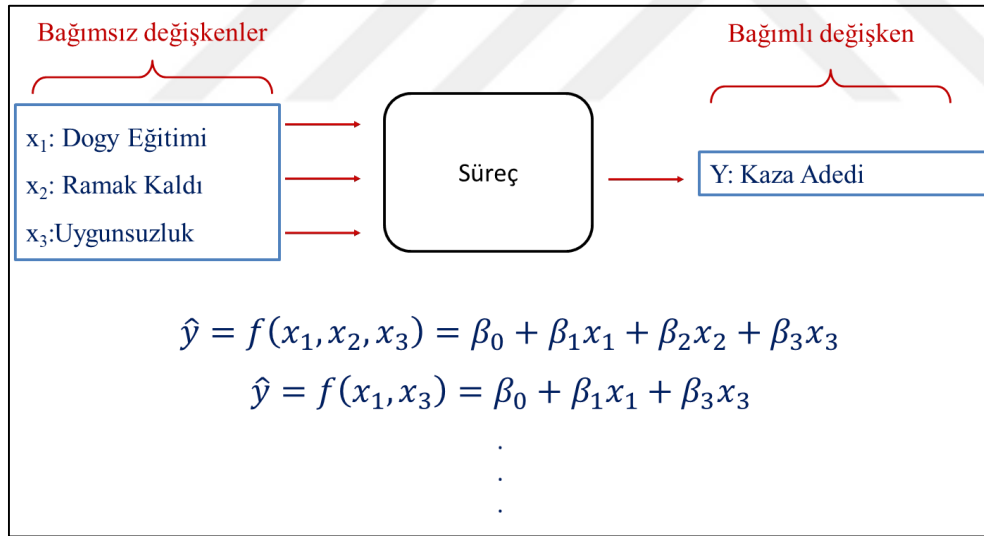 Bağımsız değişkenler
Bağımlı değişken
x₁: Dogy Eğitimi
x₂: Ramak Kaldı
x₃:Uygunsuzluk
Süreç
Y: Kaza Adedi
ŷ = f(x₁, x₂, x₃) = β₀ + β₁x₁ + β₂x₂ + β₃x₃
ŷ = f(x₁, x₃) = β₀ + β₁x₁ + β₃x₃
.
.
.